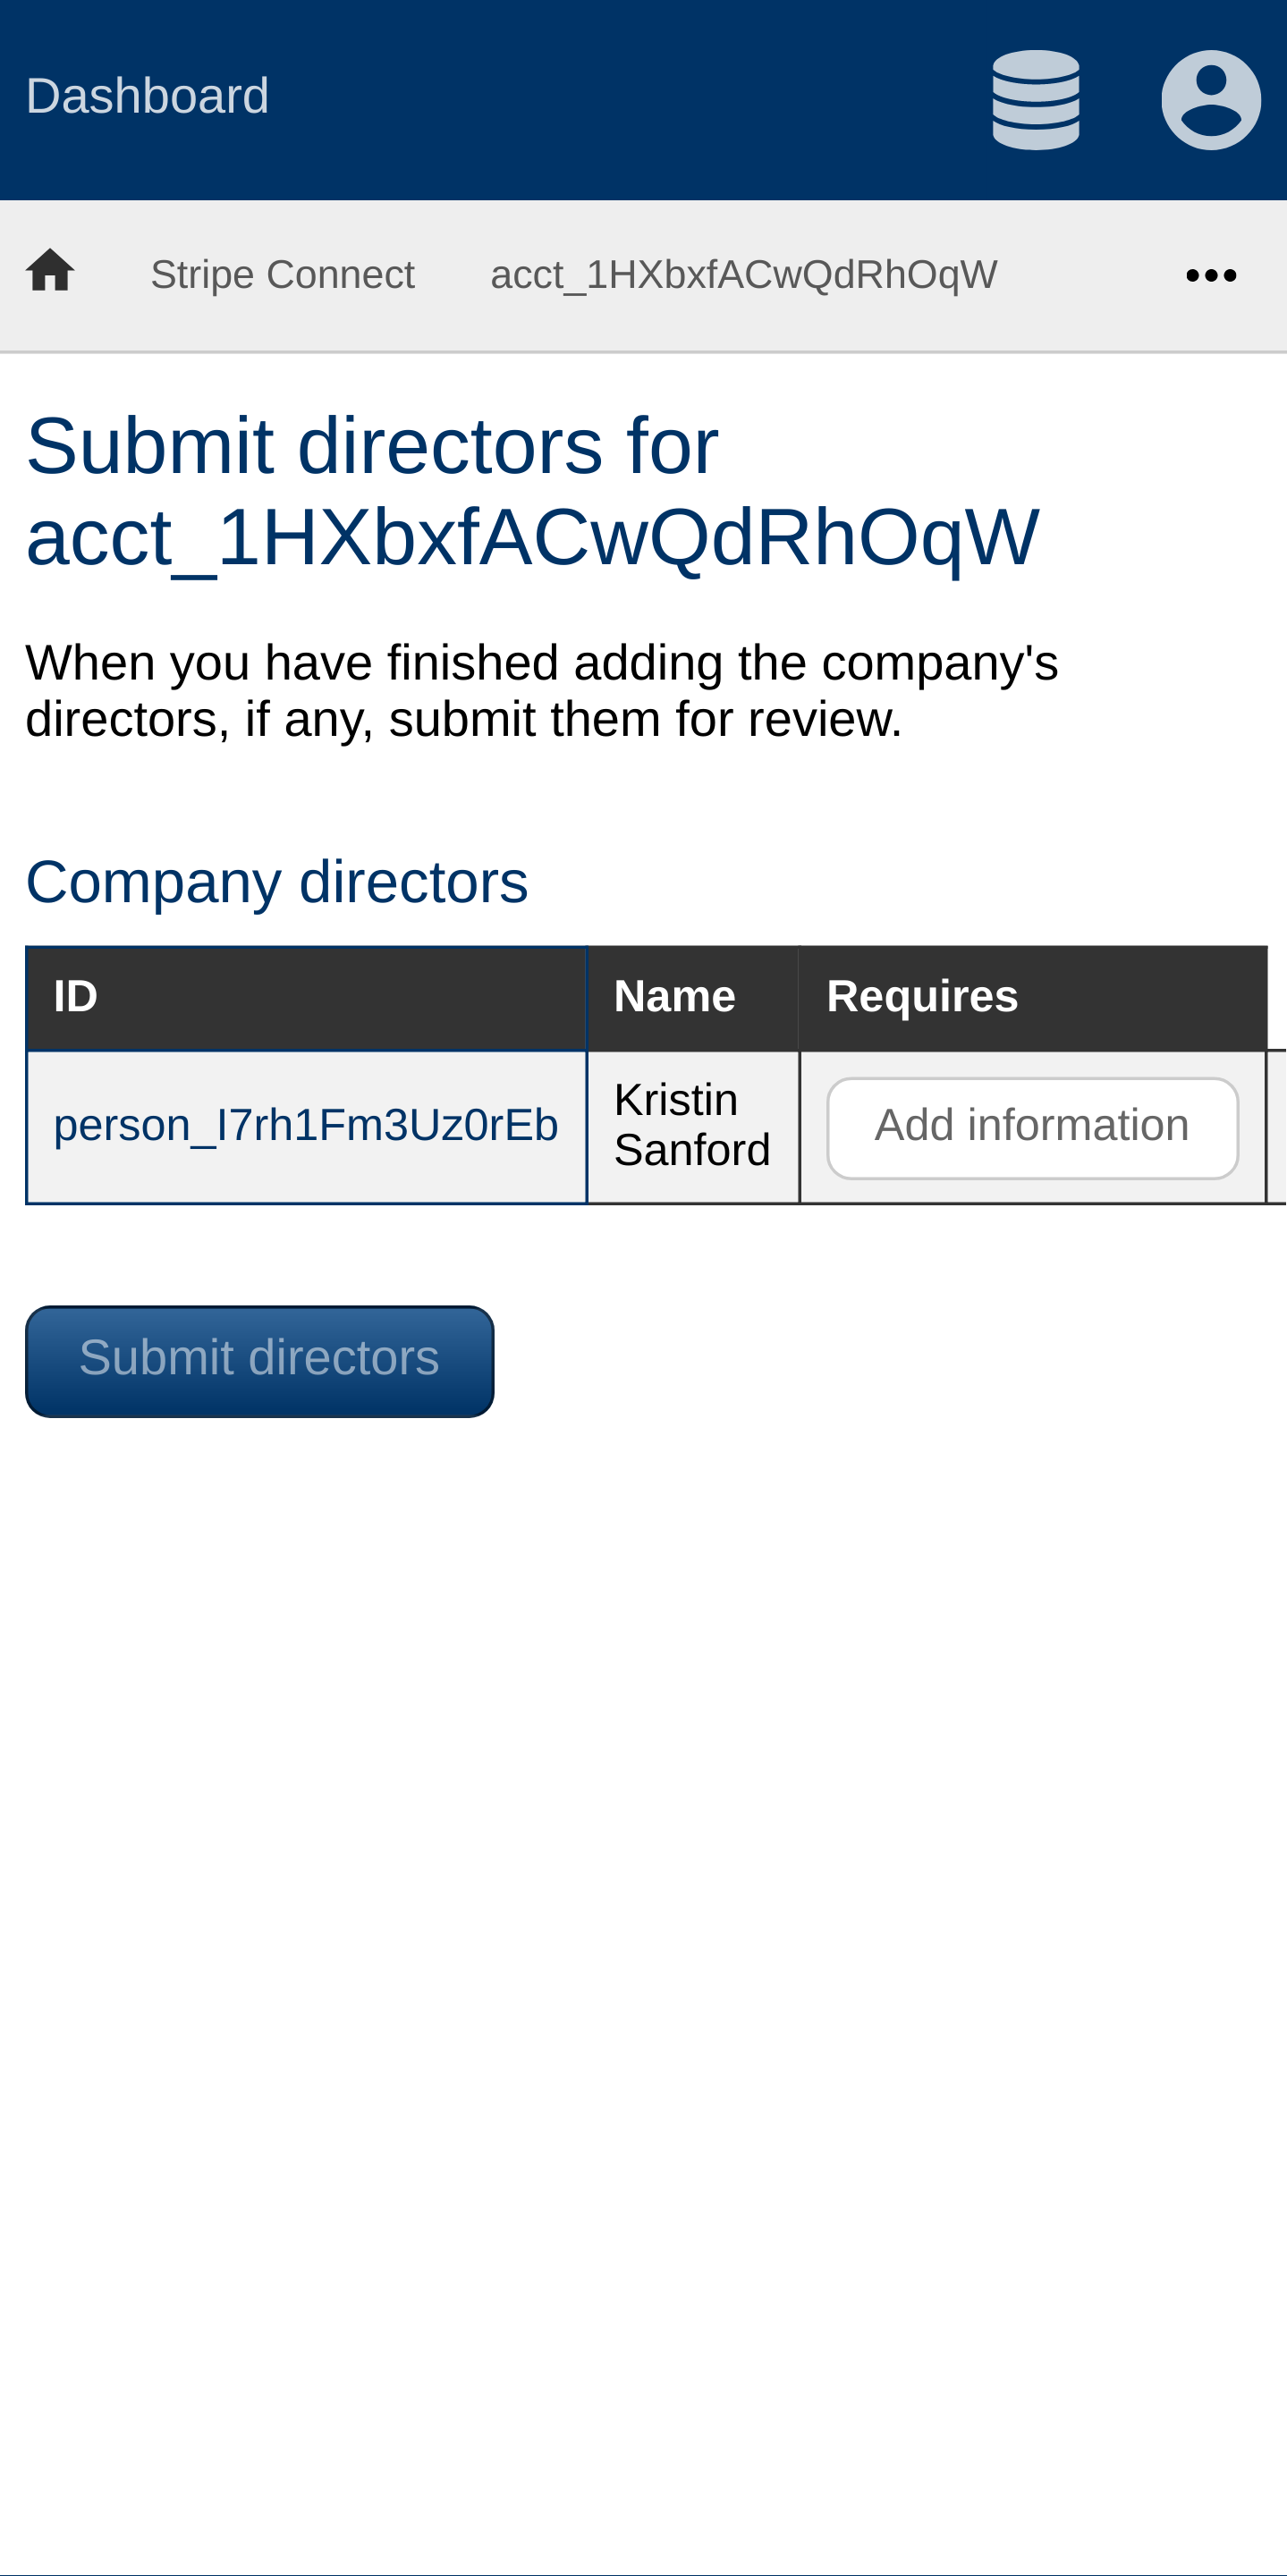 Dashboard
Stripe Connect acct_1HXbxfACwQdRhOqW
Submit directors for
acct_1HXbxfACwQdRhOqW
When you have finished adding the company's
directors, if any, submit them for review.
Company directors
ID Name Requires
person_I7rh1Fm3Uz0rEb Kristin Sanford Add information
Submit directors